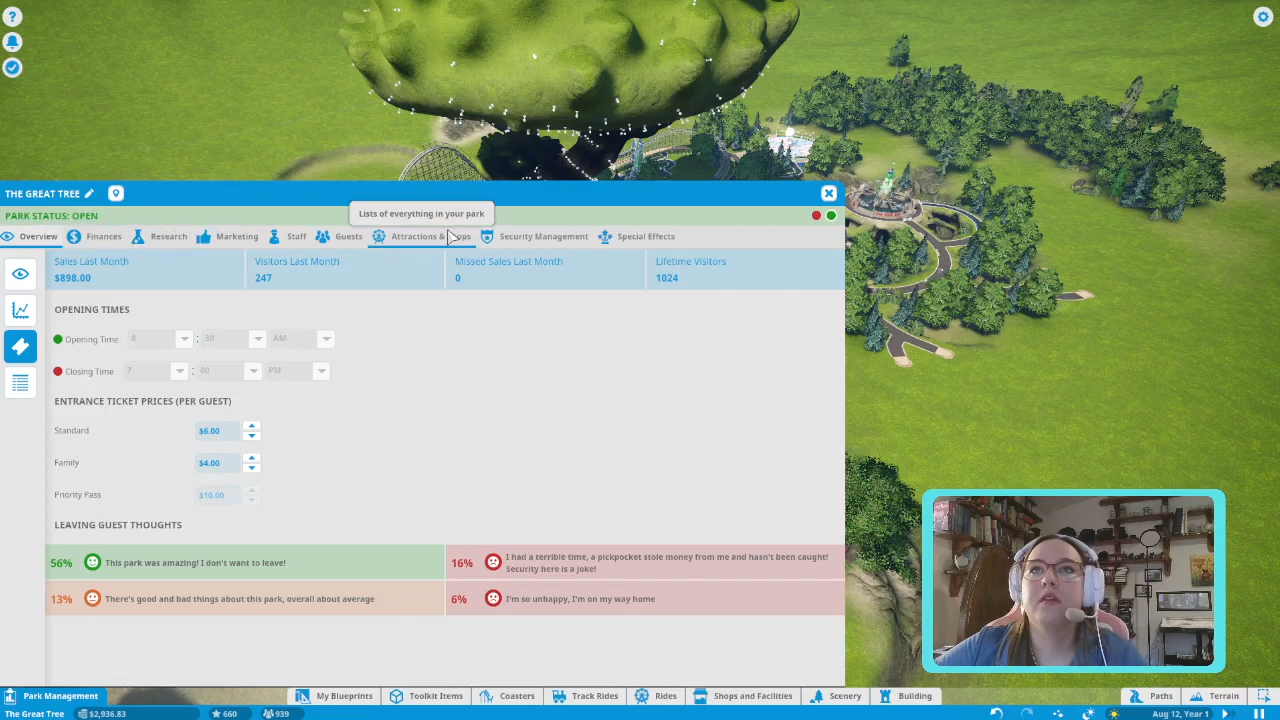 ?
THE GREAT TREE
PARK STATUS: OPEN
Lists of everything in your park
Overview Finances Research Marketing Staff Guests Attractions & Security Management Special Effects
Sales Last Month Visitors Last Month Missed Sales Last Month Lifetime Visitors
$898.00 247 0 1024
OPENING TIMES
Opening Time 8 : 30 AM
Closing Time 7 : 00 PM
ENTRANCE TICKET PRICES (PER GUEST)
Standard $6.00
Family $4.00
Priority Pass $10.00
LEAVING GUEST THOUGHTS
56% This park was amazing! I don't want to leave!
16% I had a terrible time, a pickpocket stole money from me and hasn't been caught!
Security here is a joke!
13% There's good and bad things about this park, overall about average
6% I'm so unhappy, I'm on my way home
Park Management My Blueprints Toolkit Items Coasters Track Rides Rides Shops and Facilities Scenery Building Paths Terrain
The Great Tree $2,936.83 660 939 Aug 12, Year 1